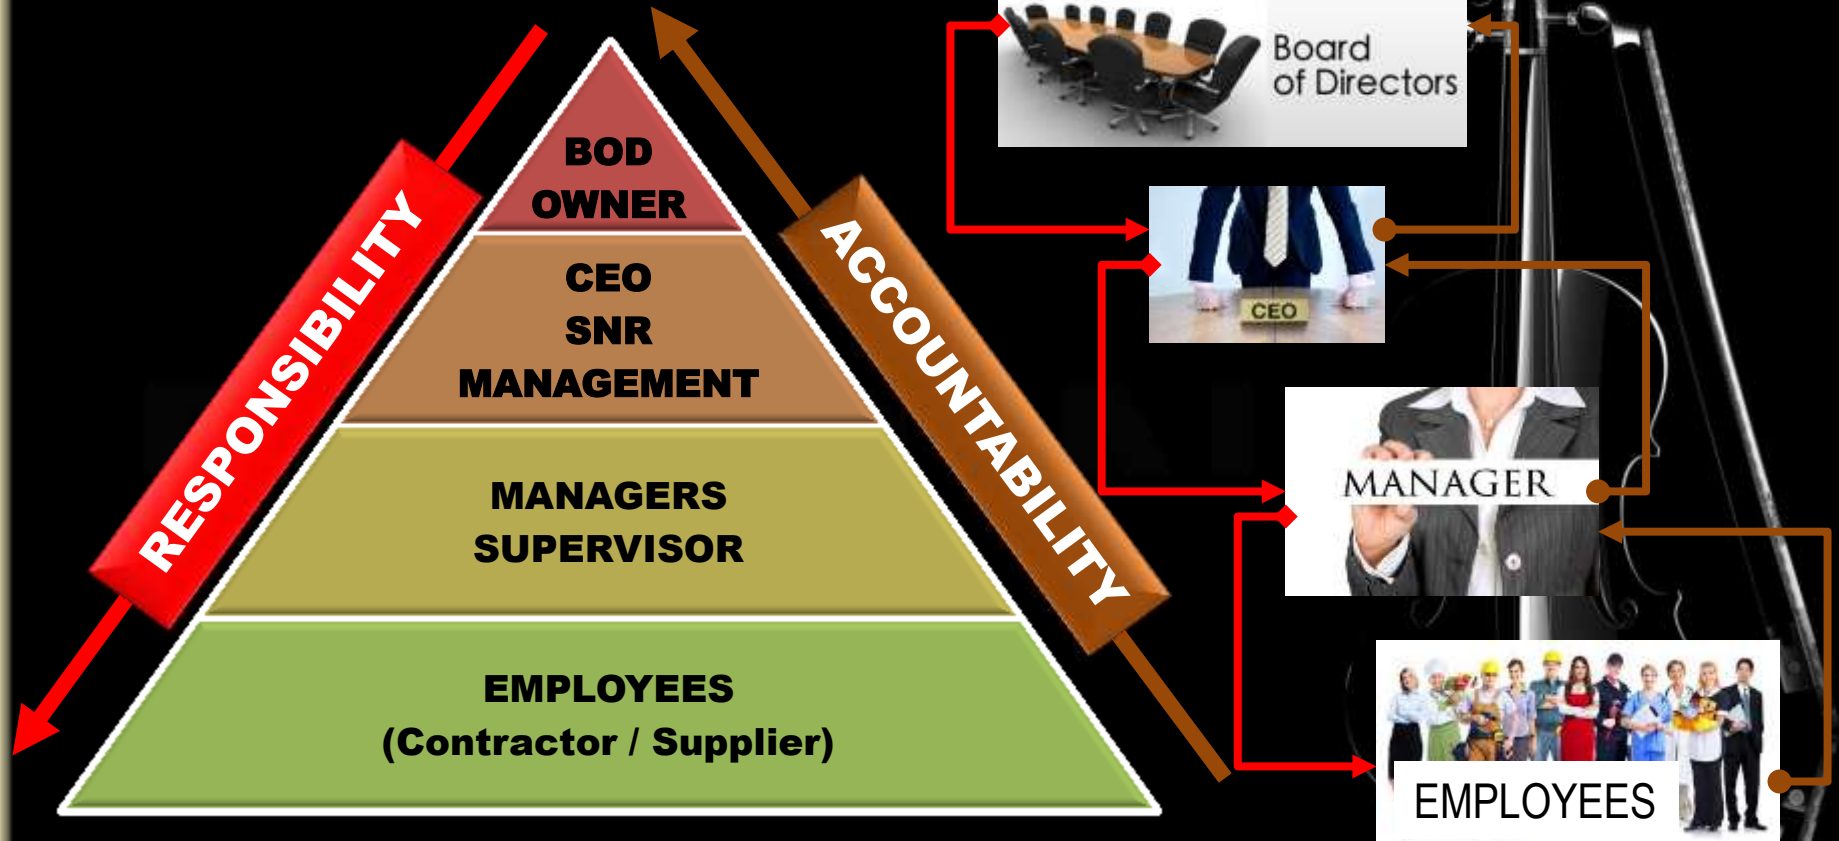 RESPONSIBILITY
BOD
OWNER
CEO
SNR
MANAGEMENT
MANAGERS
SUPERVISOR
EMPLOYEES
(Contractor / Supplier)
ACCOUNTABILITY
Board
of Directors
CEO
MANAGER
EMPLOYEES